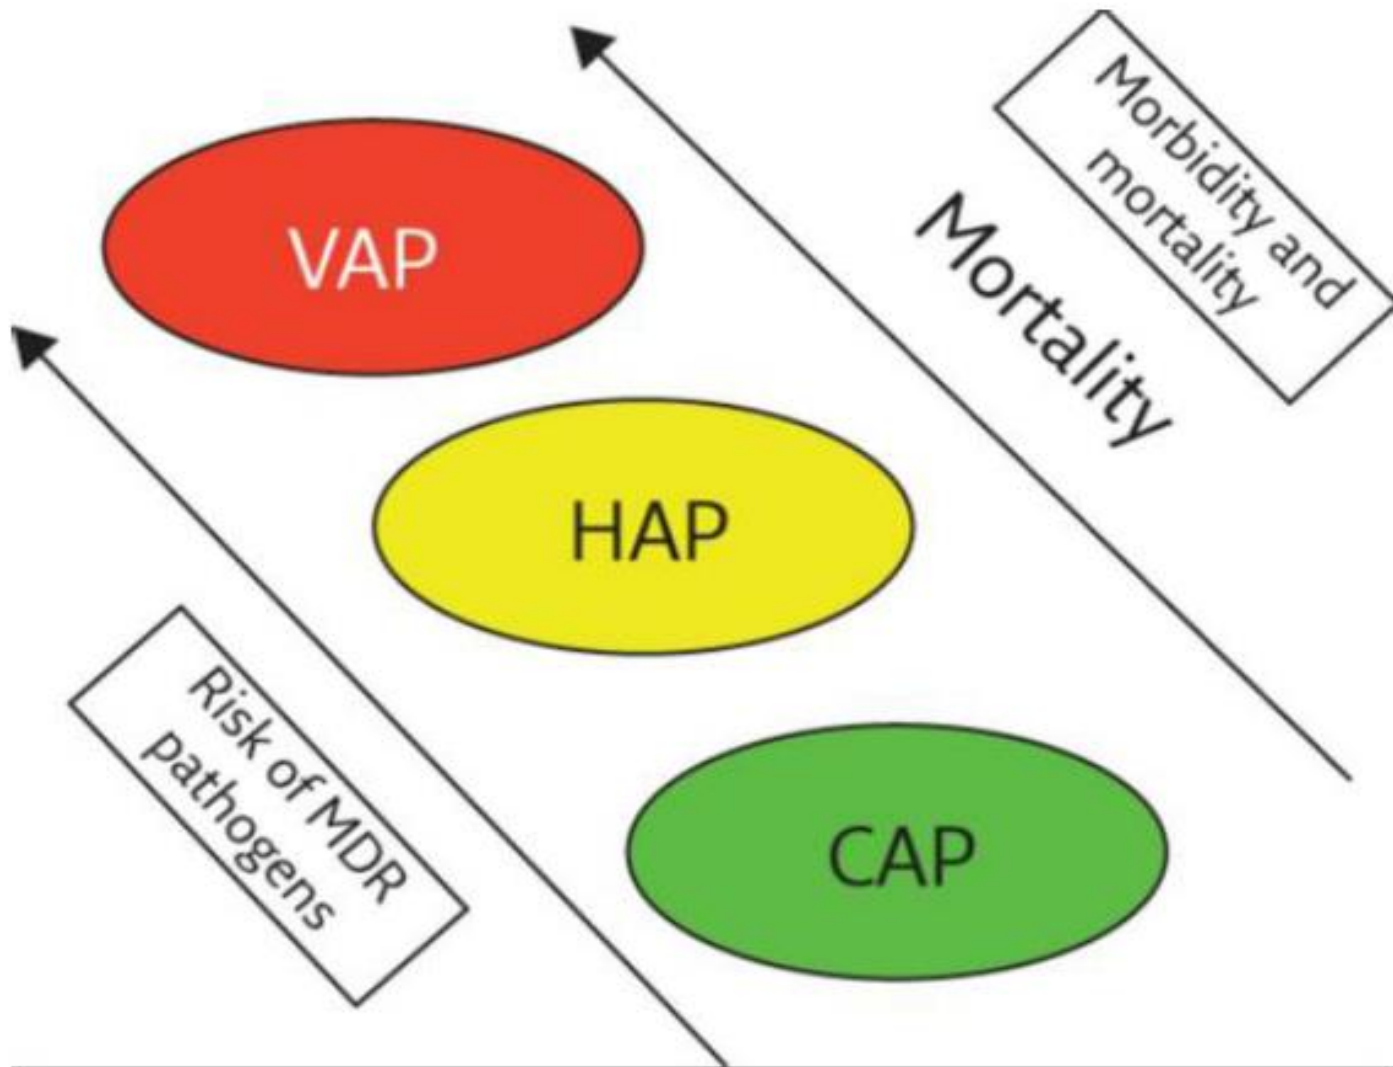 Morbidity and
mortality
Mortality
VAP
HAP
Risk of MDR
pathogens
CAP